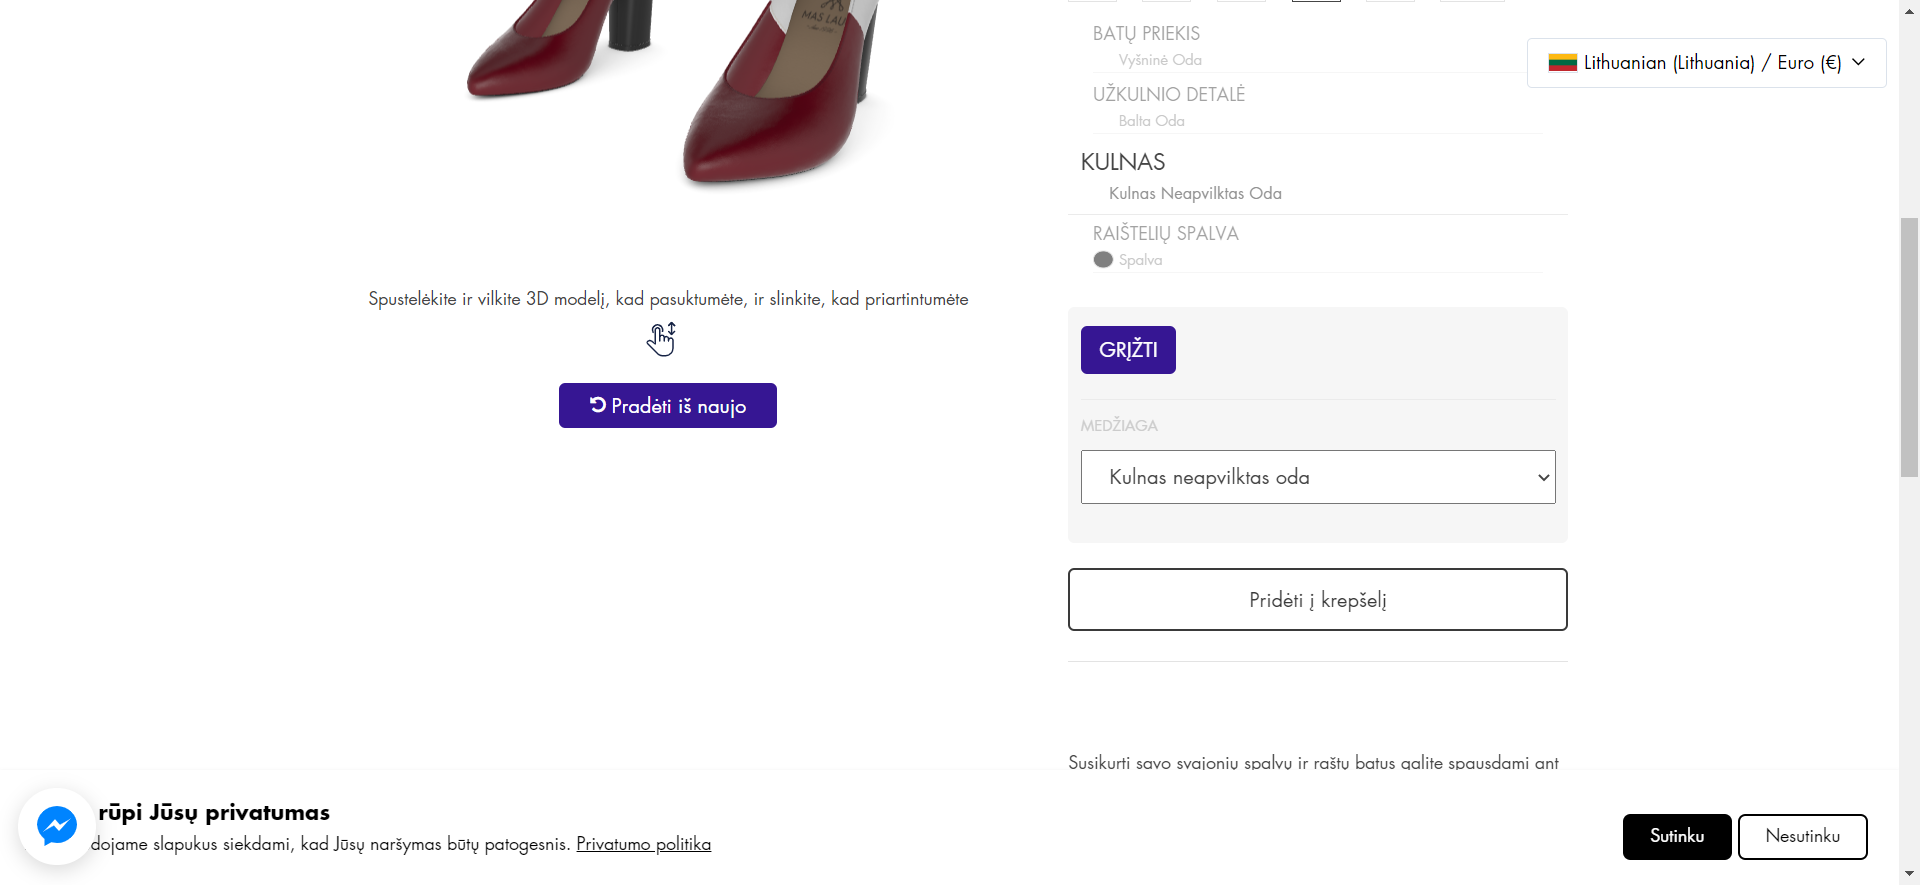 MAS LAU
BATŲ PRIEKIS
Vyšninė Oda
Lithuanian (Lithuania) / Euro (€)
UŽKULNIO DETALĖ
Balta Oda
KULNAS
Kulnas Neapvilktas Oda
RAIŠTELIŲ SPALVA
Spalva
Spustelėkite ir vilkite 3D modelį, kad pasuktumėte, ir slinkite, kad priartintumėte
Pradėti iš naujo
GRĮŽTI
MEDŽIAGA
Kulnas neapvilktas oda
Pridėti į krepšelį
Susikurti savo svajonių spalvų ir raštų batus galite spausdami ant
rūpi Jūsų privatumas
dojame slapukus siekdami, kad Jūsų naršymas būtų patogesnis. Privatumo politika
Sutinku
Nesutinku